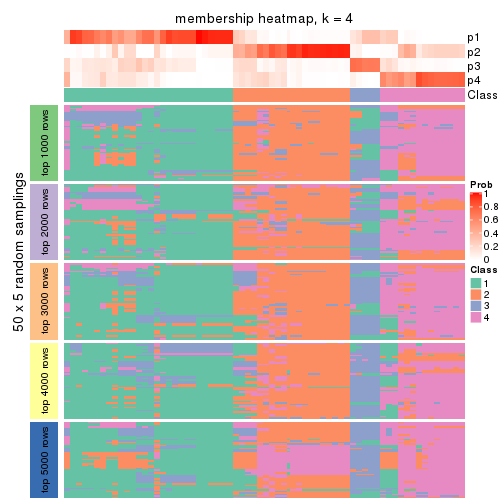 membership heatmap, k = 4
p1
p2
p3
p4
Class
50 x 5 random samplings
top 1000 rows
top 2000 rows
top 3000 rows
top 4000 rows
top 5000 rows
Prob
1
0.8
0.6
0.4
0.2
0
Class
1
2
3
4